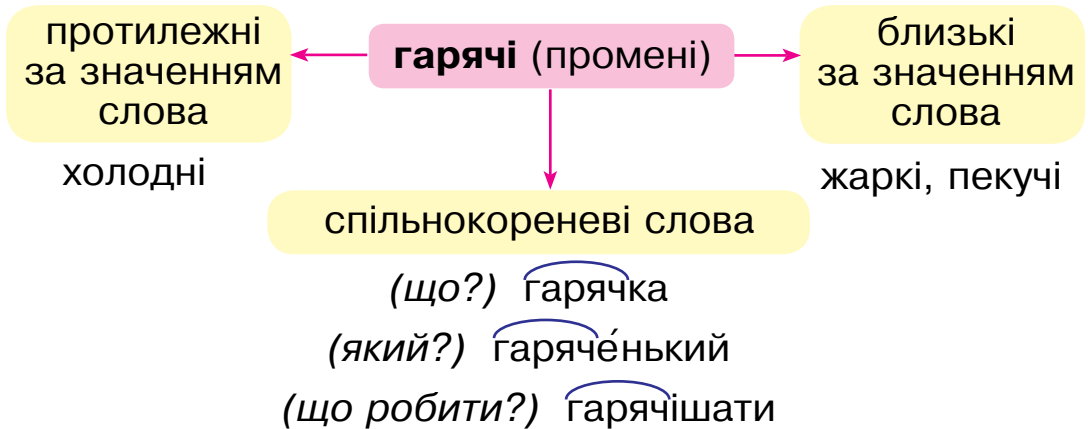 протилежні
за значенням
слова
холодні
гарячі (промені)
близькі
за значенням
слова
жаркі, пекучі
спільнокореневі слова
(що?) гарячка
(який?) гаряче́нький
(що робити?) гарячішати